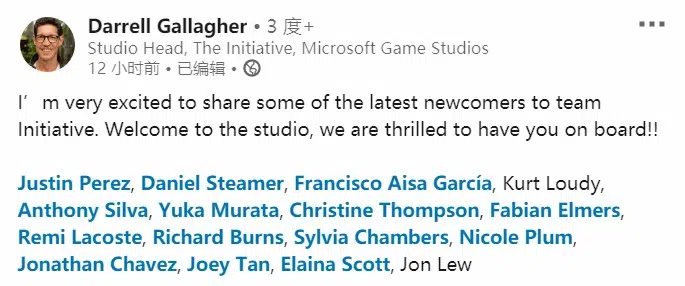 Darrell Gallagher • 3 度+
Studio Head, The Initiative, Microsoft Game Studios
12 小时前 • 已编辑 •
I’m very excited to share some of the latest newcomers to team
Initiative. Welcome to the studio, we are thrilled to have you on board!!
Justin Perez, Daniel Steamer, Francisco Aisa García, Kurt Loudy,
Anthony Silva, Yuka Murata, Christine Thompson, Fabian Elmers,
Remi Lacoste, Richard Burns, Sylvia Chambers, Nicole Plum,
Jonathan Chavez, Joey Tan, Elaina Scott, Jon Lew